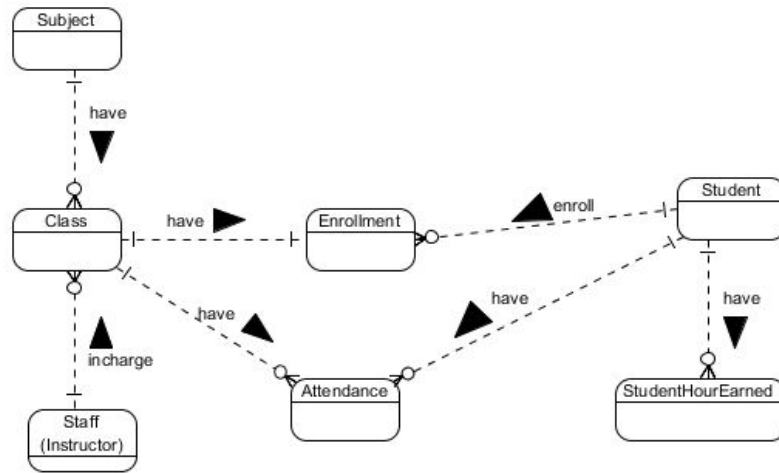 Subject
have
Student
Class
have
Enrollment
enroll
have
have
have
incharge
Attendance
StudentHourEarned
Staff
(Instructor)